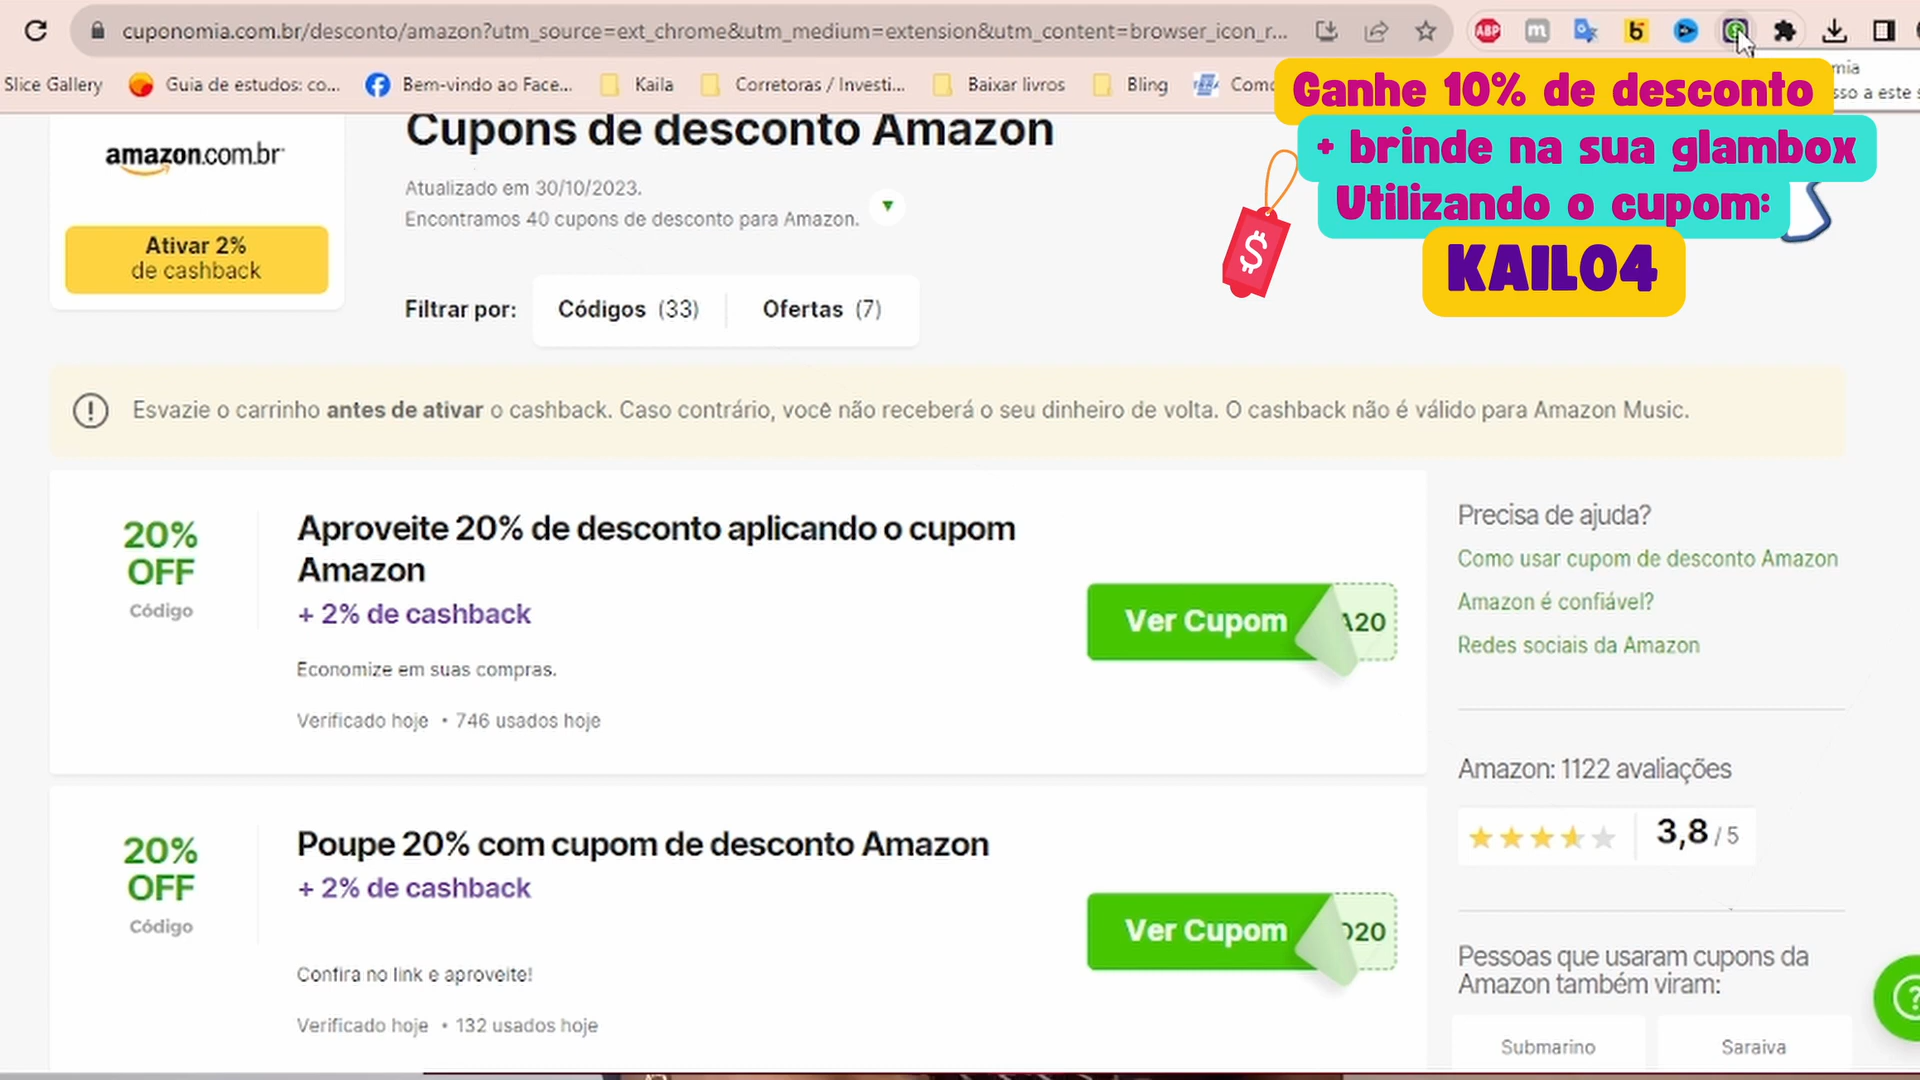 cuponomia.com.br/desconto/amazon?utm_source=ext_chrome&utm_medium=extension&utm_content=browser_icon_r...
ABP
m
Slice Gallery
Guia de estudos: co...
Bem-vindo ao Face...
Kaila
Corretoras / Investi...
Baixar livros
Bling
Como
Ganhe 10% de desconto
+ brinde na sua glambox
Utilizando o cupom:
KAIL04
$
amazon.com.br
Ativar 2%
de cashback
Cupons de desconto Amazon
Atualizado em 30/10/2023.
Encontramos 40 cupons de desconto para Amazon.
Filtrar por:
Códigos (33)
Ofertas (7)
Esvazie o carrinho antes de ativar o cashback. Caso contrário, você não receberá o seu dinheiro de volta. O cashback não é válido para Amazon Music.
20%
OFF
Código
Aproveite 20% de desconto aplicando o cupom
Amazon
+ 2% de cashback
Economize em suas compras.
Verificado hoje • 746 usados hoje
Ver Cupom
A20
20%
OFF
Código
Poupe 20% com cupom de desconto Amazon
+ 2% de cashback
Confira no link e aproveite!
Verificado hoje • 132 usados hoje
Ver Cupom
20
Precisa de ajuda?
Como usar cupom de desconto Amazon
Amazon é confiável?
Redes sociais da Amazon
Amazon: 1122 avaliações
3,8 / 5
Pessoas que usaram cupons da
Amazon também viram:
Submarino
Saraiva